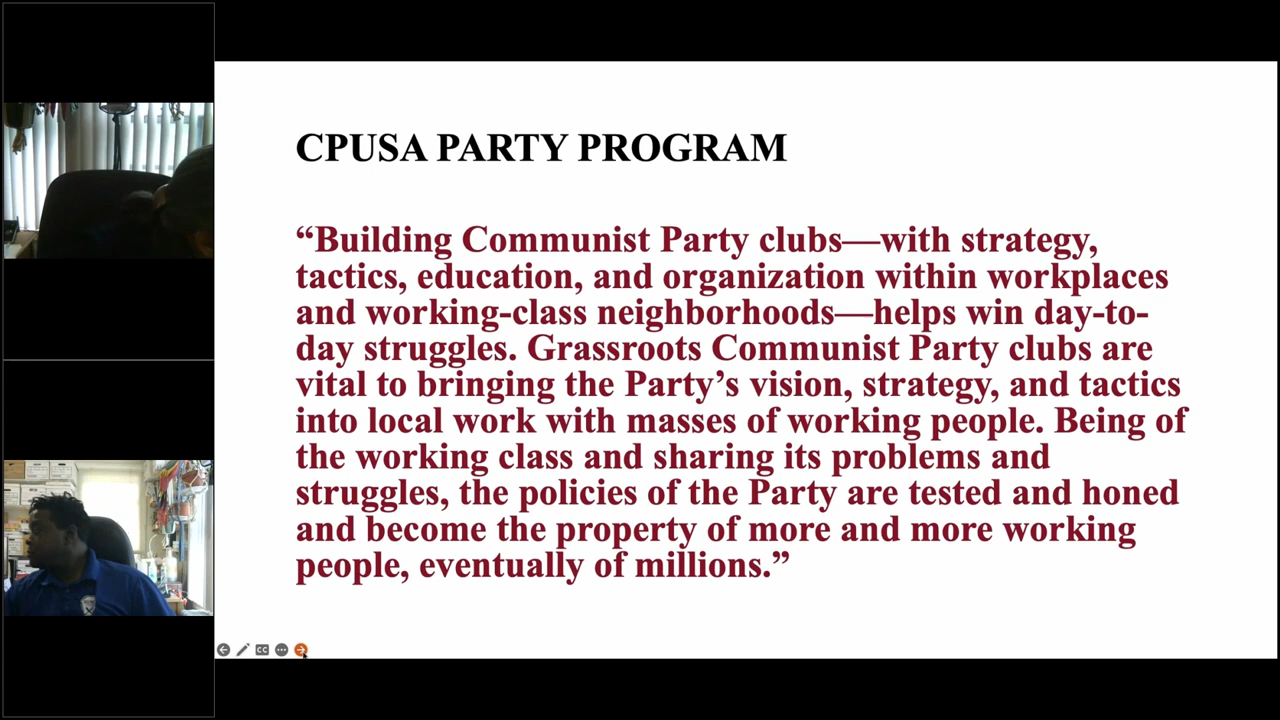 CPUSA PARTY PROGRAM
“Building Communist Party clubs—with strategy,
tactics, education, and organization within workplaces
and working-class neighborhoods—helps win day-to-
day struggles. Grassroots Communist Party clubs are
vital to bringing the Party’s vision, strategy, and tactics
into local work with masses of working people. Being of
the working class and sharing its problems and
struggles, the policies of the Party are tested and honed
and become the property of more and more working
people, eventually of millions.”
CC